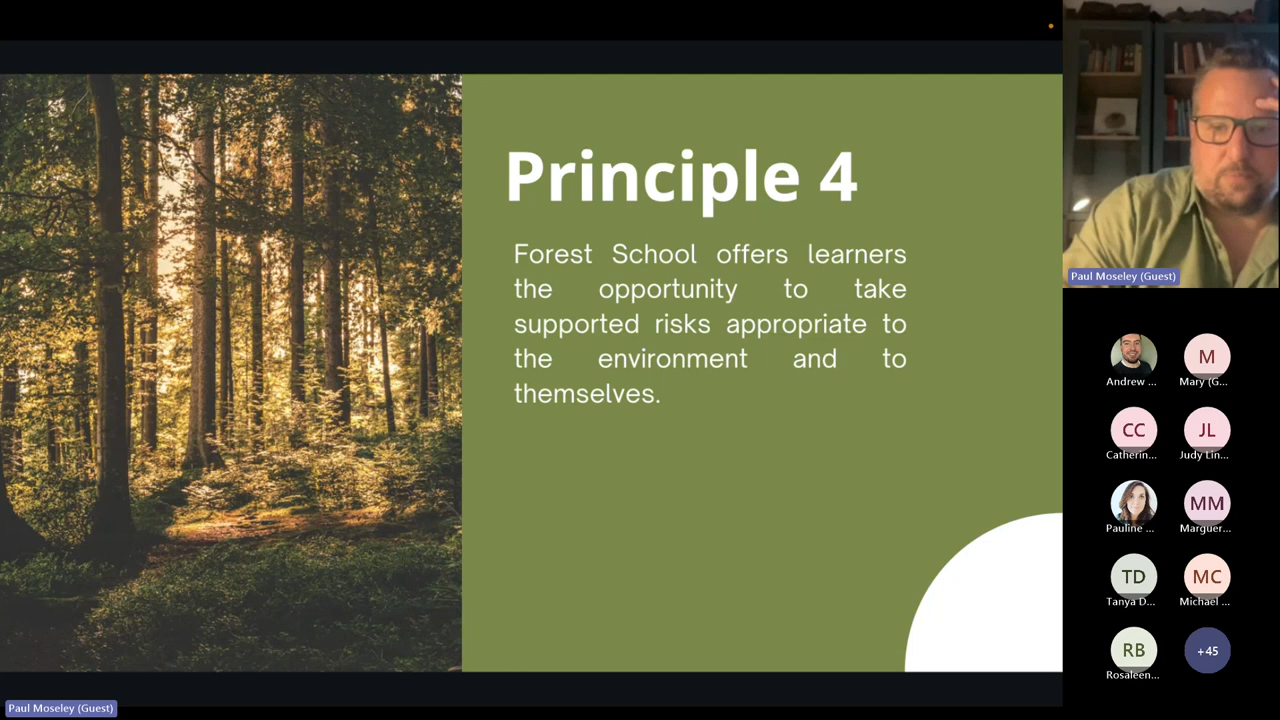 Principle 4
Forest School offers learners
the opportunity to take
supported risks appropriate to
the environment and to
themselves.
Paul Moseley (Guest)
Andrew ...
M
Mary (G...
CC
Catherin...
JL
Judy Lin...
Pauline ...
MM
Marguer...
TD
Tanya D...
MC
Michael ...
RB
Rosaleen...
+45
Paul Moseley (Guest)